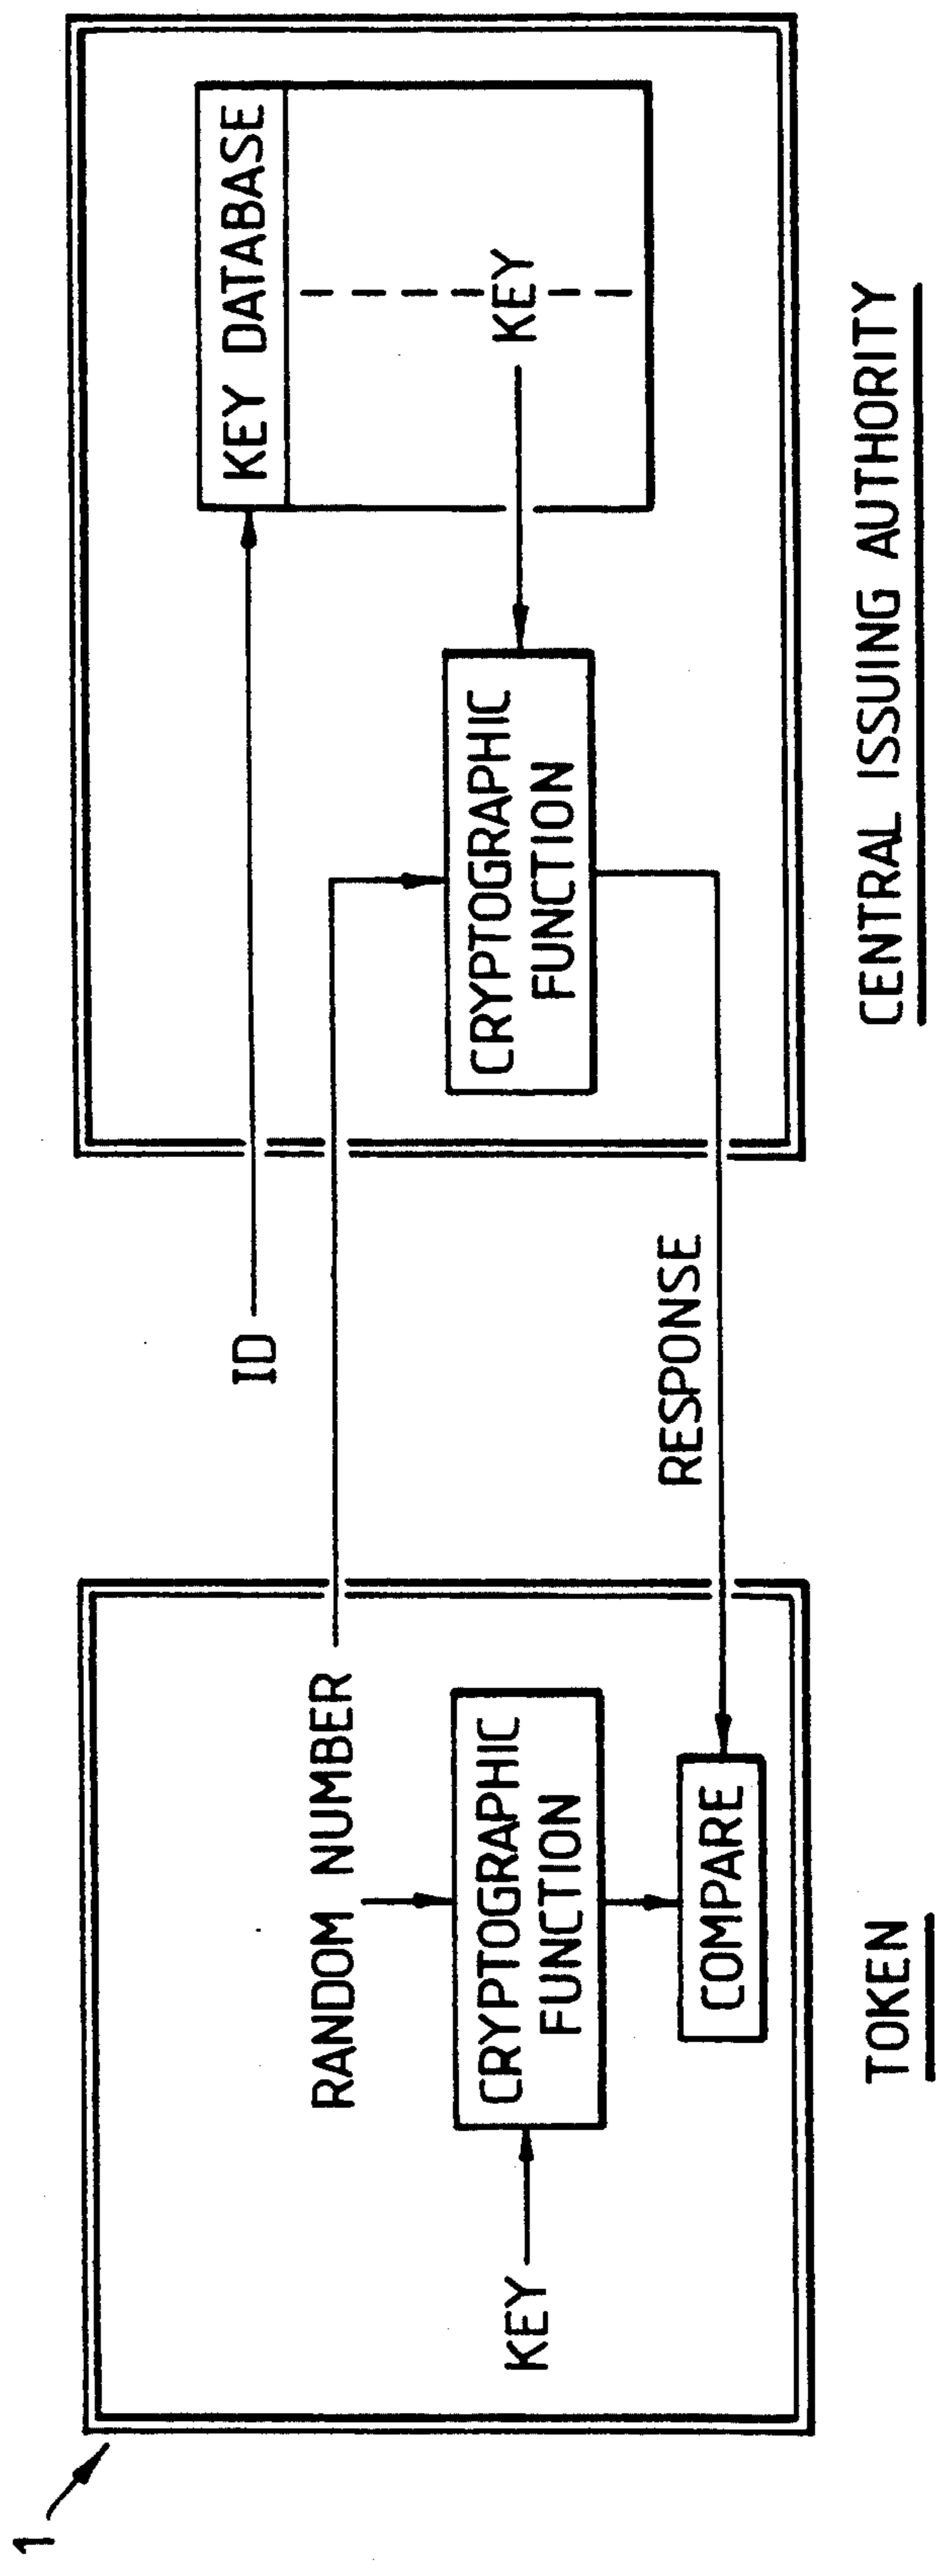 1
RANDOM NUMBER
KEY
CRYPTOGRAPHIC
FUNCTION
COMPARE
TOKEN
ID
RESPONSE
KEY DATABASE
KEY
CRYPTOGRAPHIC
FUNCTION
CENTRAL ISSUING AUTHORITY